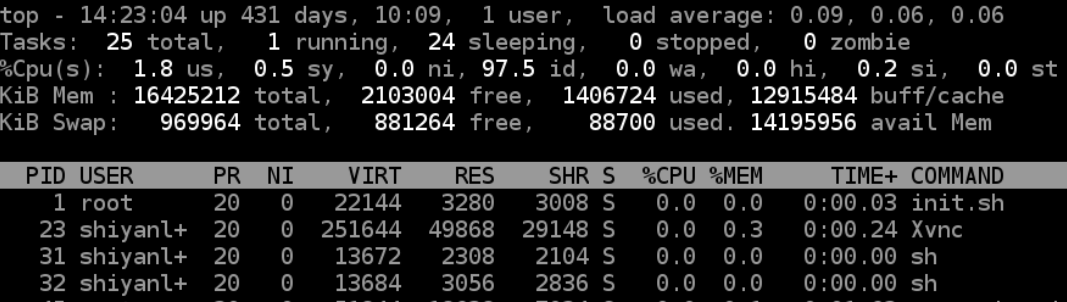 top - 14:23:04 up 431 days, 10:09,  1 user,  load average: 0.09, 0.06, 0.06
Tasks:  25 total,   1 running,  24 sleeping,   0 stopped,   0 zombie
%Cpu(s):  1.8 us,  0.5 sy,  0.0 ni, 97.5 id,  0.0 wa,  0.0 hi,  0.2 si,  0.0 st
KiB Mem : 16425212 total,  2103004 free,  1406724 used, 12915484 buff/cache
KiB Swap:   969964 total,   881264 free,    88700 used. 14195956 avail Mem
  PID USER      PR  NI    VIRT    RES    SHR S  %CPU %MEM     TIME+ COMMAND
    1 root      20   0   22144   3280   3008 S   0.0  0.0   0:00.03 init.sh
   23 shiyanl+  20   0  251644  49868  29148 S   0.0  0.3   0:00.24 Xvnc
   31 shiyanl+  20   0   13672   2308   2104 S   0.0  0.0   0:00.00 sh
   32 shiyanl+  20   0   13684   3056   2836 S   0.0  0.0   0:00.00 sh